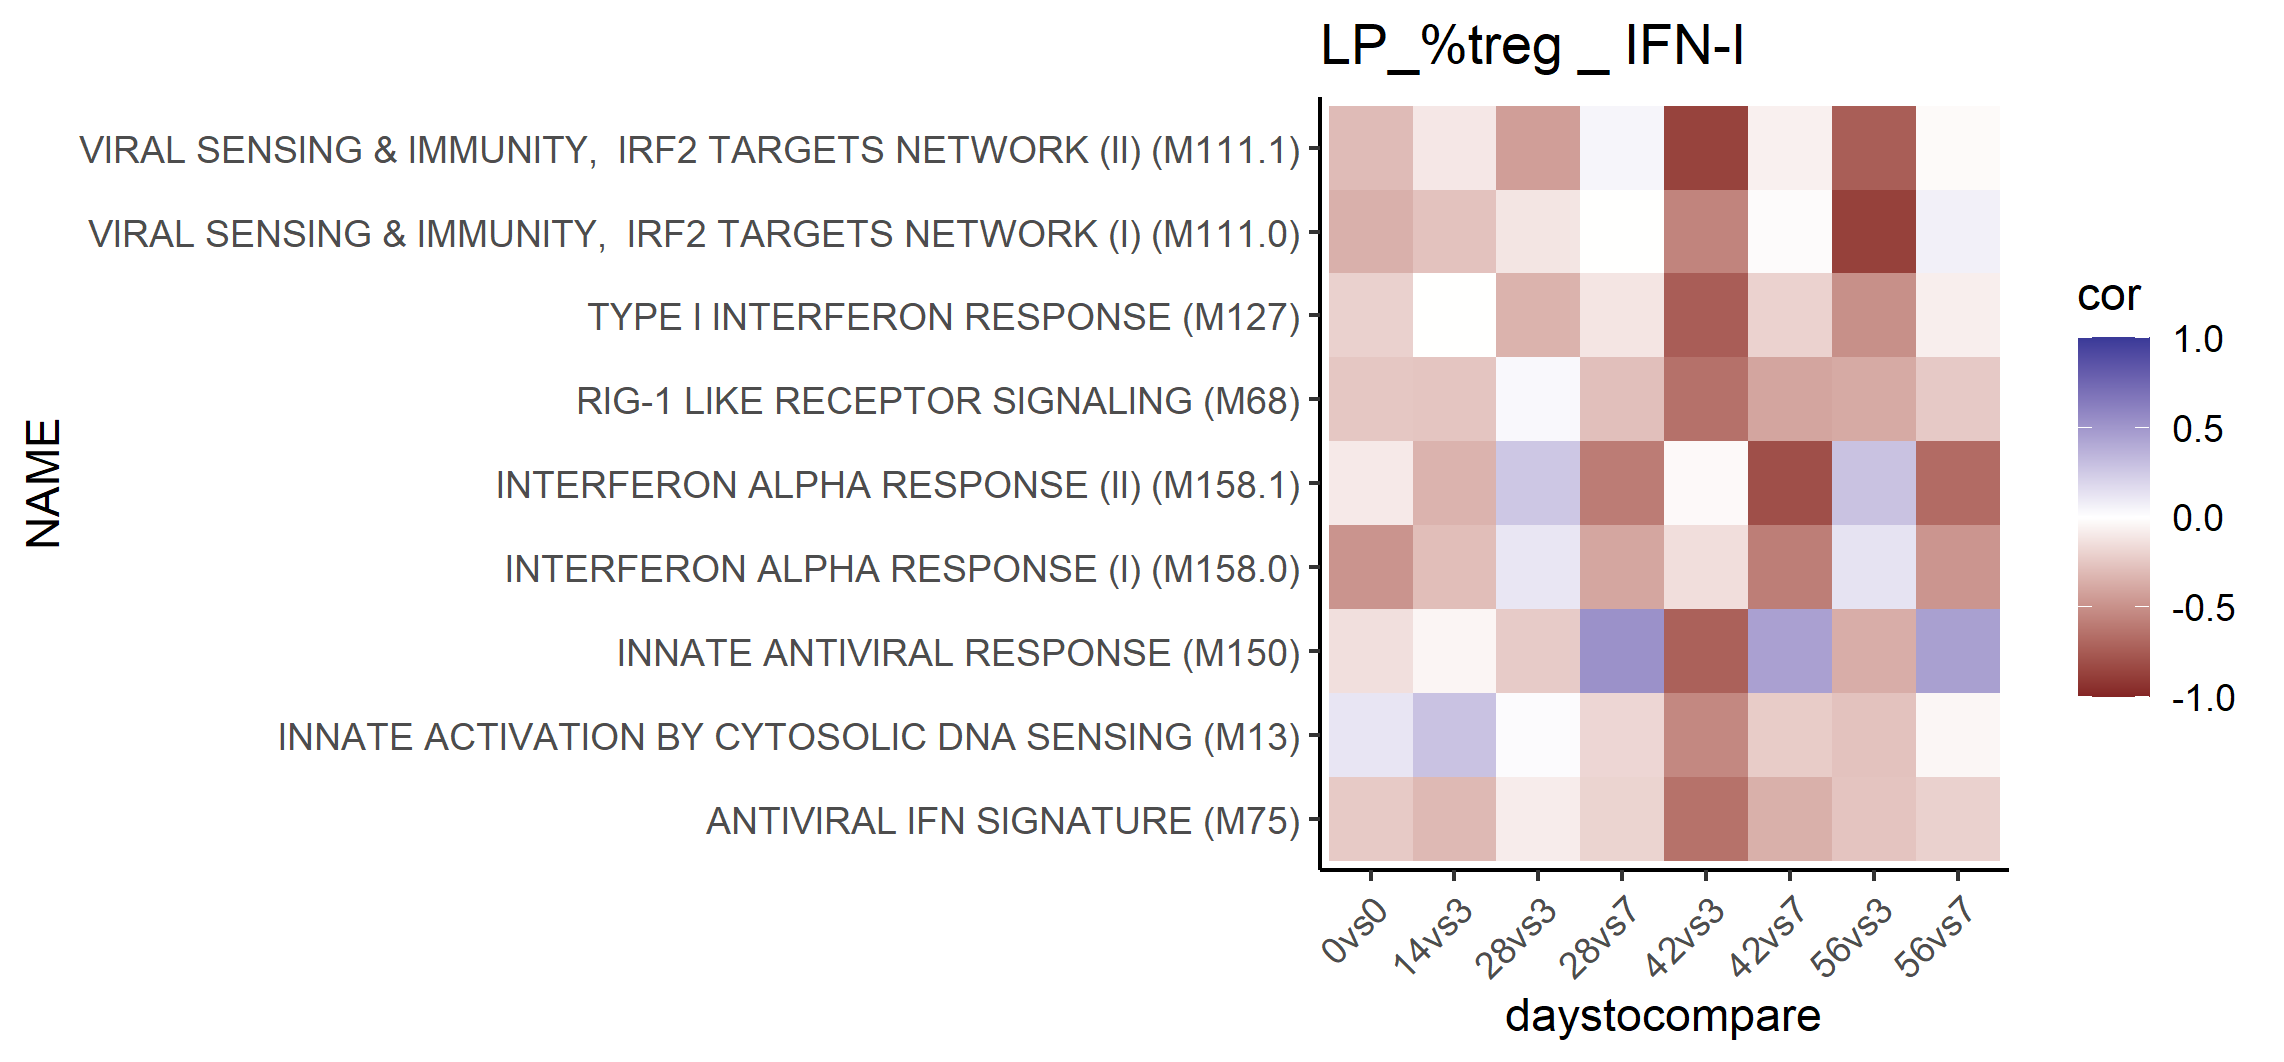 LP_%treg _ IFN-I
NAME
VIRAL SENSING & IMMUNITY,  IRF2 TARGETS NETWORK (II) (M111.1)
VIRAL SENSING & IMMUNITY,  IRF2 TARGETS NETWORK (I) (M111.0)
TYPE I INTERFERON RESPONSE (M127)
RIG-1 LIKE RECEPTOR SIGNALING (M68)
INTERFERON ALPHA RESPONSE (II) (M158.1)
INTERFERON ALPHA RESPONSE (I) (M158.0)
INNATE ANTIVIRAL RESPONSE (M150)
INNATE ACTIVATION BY CYTOSOLIC DNA SENSING (M13)
ANTIVIRAL IFN SIGNATURE (M75)
0vs0
14vs3
28vs3
28vs7
42vs3
42vs7
56vs3
56vs7
daystocompare
cor
1.0
0.5
0.0
-0.5
-1.0